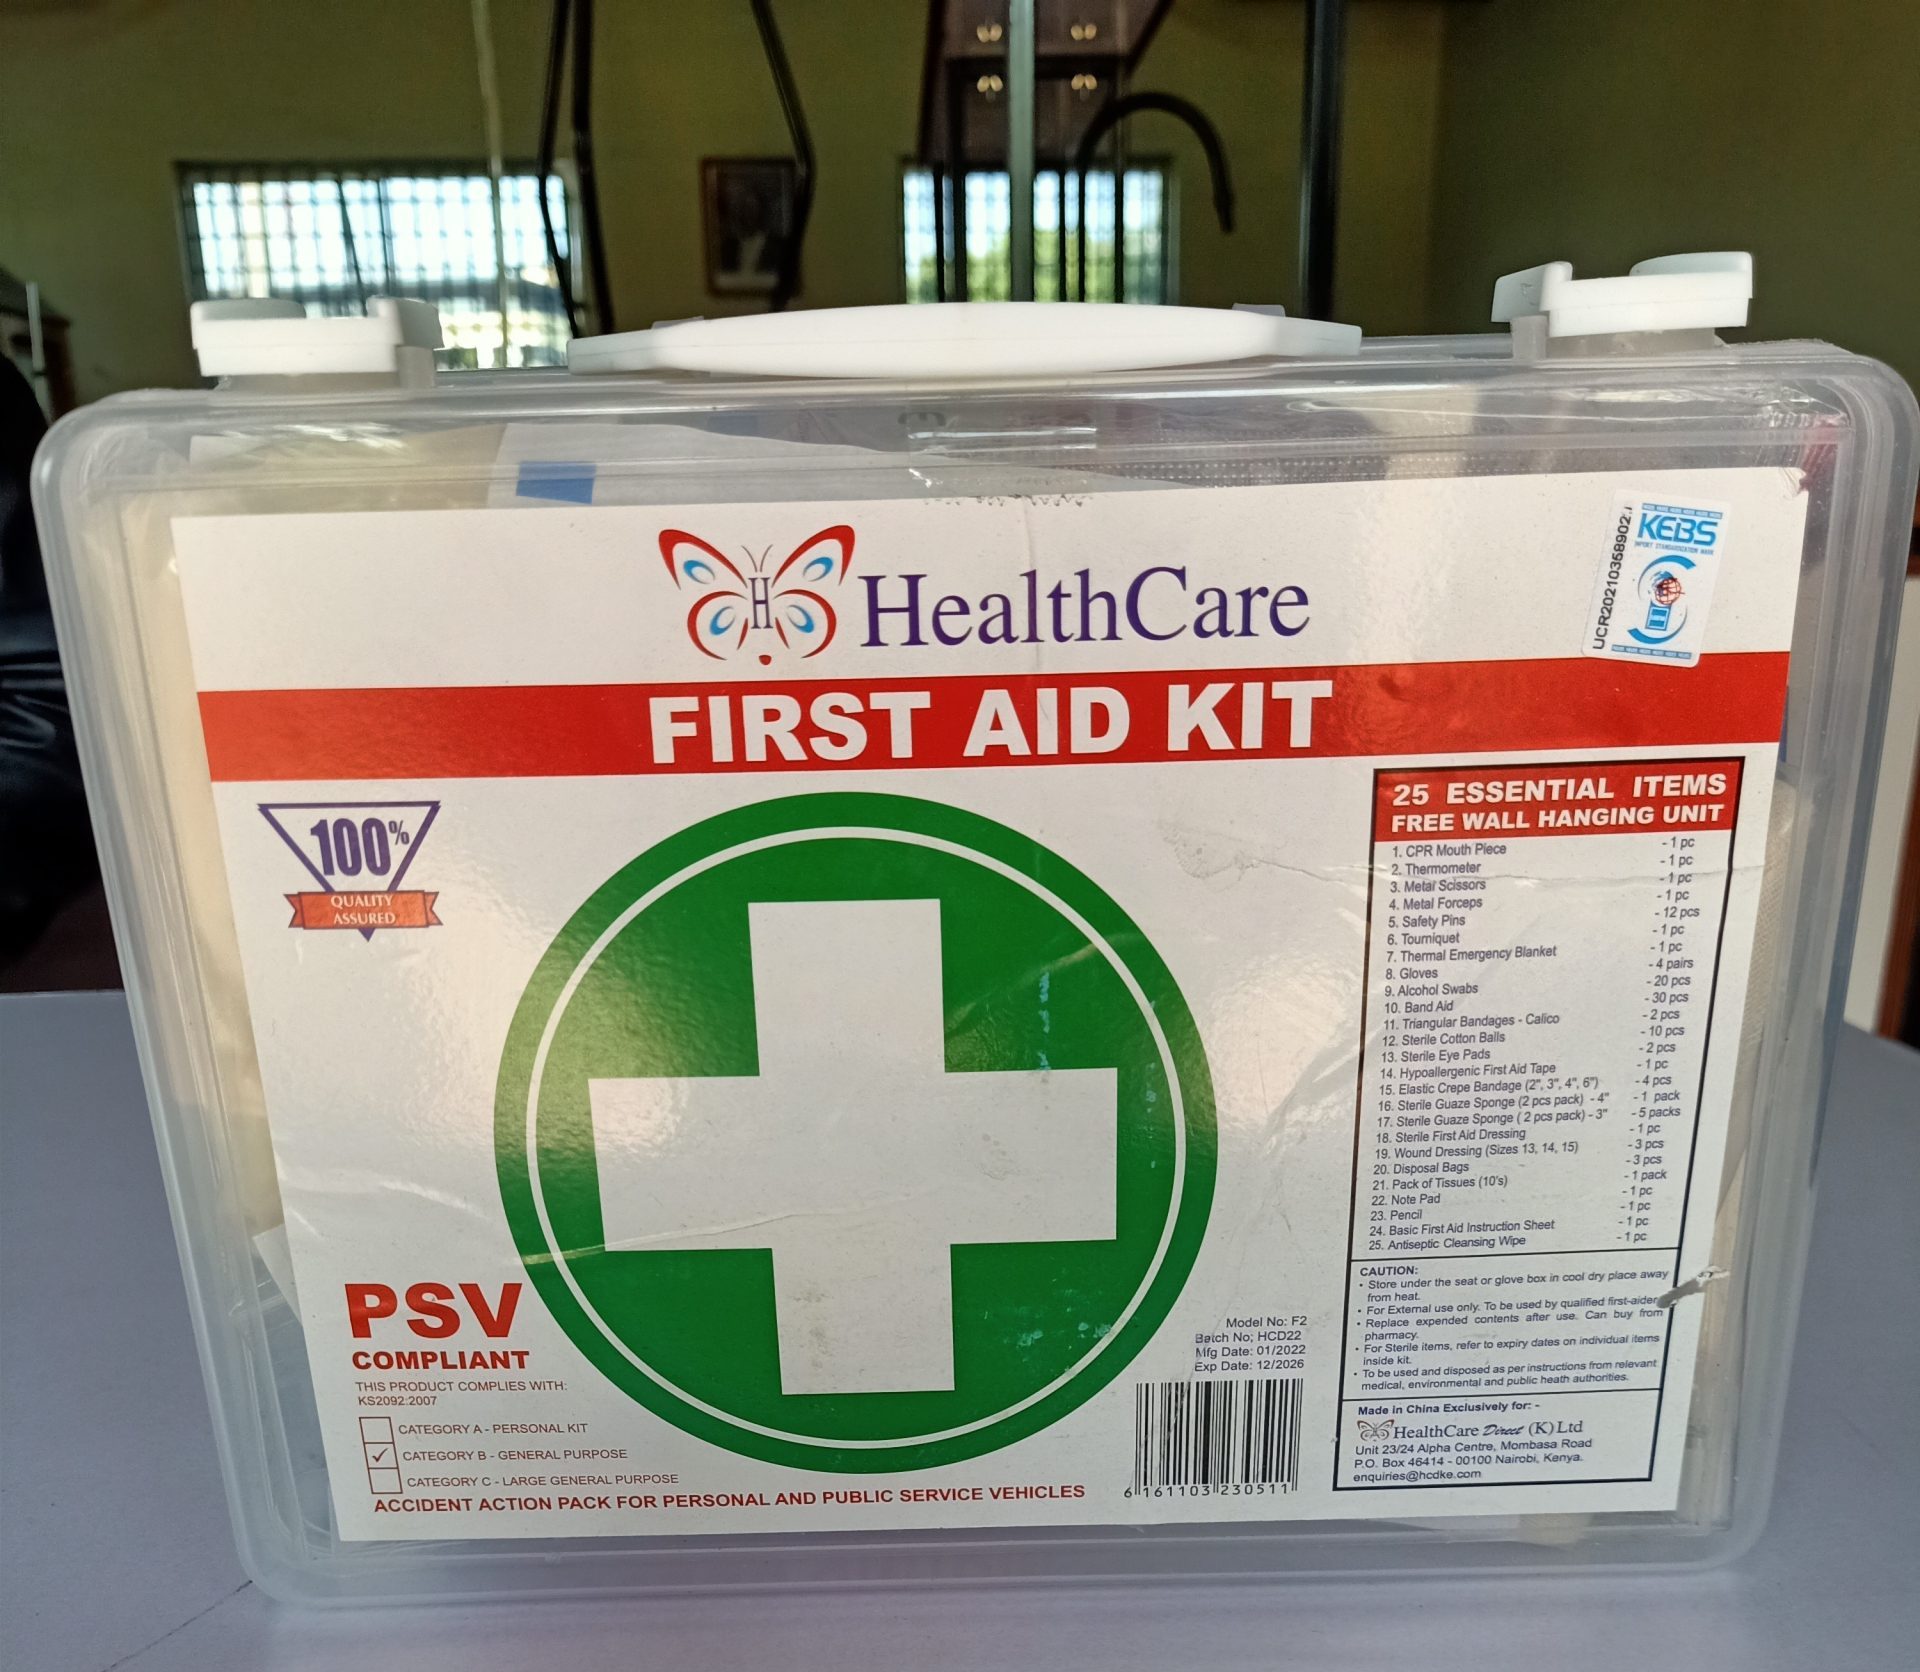 HealthCare
FIRST AID KIT
KEBS
IMPORT STANDARDIZATION MARK
100%
QUALITY
ASSURED
25 ESSENTIAL ITEMS
FREE WALL HANGING UNIT
1. CPR Mouth Piece - 1 pc
2. Thermometer - 1 pc
3. Metal Scissors - 1 pc
4. Metal Forceps - 1 pc
5. Safety Pins - 12 pcs
6. Tourniquet - 1 pc
7. Thermal Emergency Blanket - 1 pc
8. Gloves - 4 pairs
9. Alcohol Swabs - 20 pcs
10. Band Aid - 30 pcs
11. Triangular Bandages - Calico - 2 pcs
12. Sterile Cotton Balls - 10 pcs
13. Sterile Eye Pads - 2 pcs
14. Hypoallergenic First Aid Tape - 1 pc
15. Elastic Crepe Bandage (2", 3", 4", 6") - 4 pcs
16. Sterile Guaze Sponge (2 pcs pack) - 4" - 1 pack
17. Sterile Guaze Sponge ( 2 pcs pack) - 3" - 5 packs
18. Sterile First Aid Dressing - 1 pc
19. Wound Dressing (Sizes 13, 14, 15) - 3 pcs
20. Disposal Bags - 3 pcs
21. Pack of Tissues (10's) - 1 pack
22. Note Pad - 1 pc
23. Pencil - 1 pc
24. Basic First Aid Instruction Sheet - 1 pc
25. Antiseptic Cleansing Wipe - 1 pc
CAUTION:
• Store under the seat or glove box in cool dry place away
from heat.
• For External use only. To be used by qualified first-aider
• Replace expended contents after use. Can buy from
pharmacy.
• For Sterile items, refer to expiry dates on individual items
inside kit.
• To be used and disposed as per instructions from relevant
medical, environmental and public heath authorities.
Made in China Exclusively for: -
HealthCare Direct (K) Ltd
Unit 23/24 Alpha Centre, Mombasa Road
P.O. Box 46414 - 00100 Nairobi, Kenya.
enquiries@hcdke.com
PSV
COMPLIANT
THIS PRODUCT COMPLIES WITH:
KS2092:2007
CATEGORY A - PERSONAL KIT
CATEGORY B - GENERAL PURPOSE
CATEGORY C - LARGE GENERAL PURPOSE
ACCIDENT ACTION PACK FOR PERSONAL AND PUBLIC SERVICE VEHICLES
Model No: F2
Batch No; HCD22
Mfg Date: 01/2022
Exp Date: 12/2026
6 161103 230511